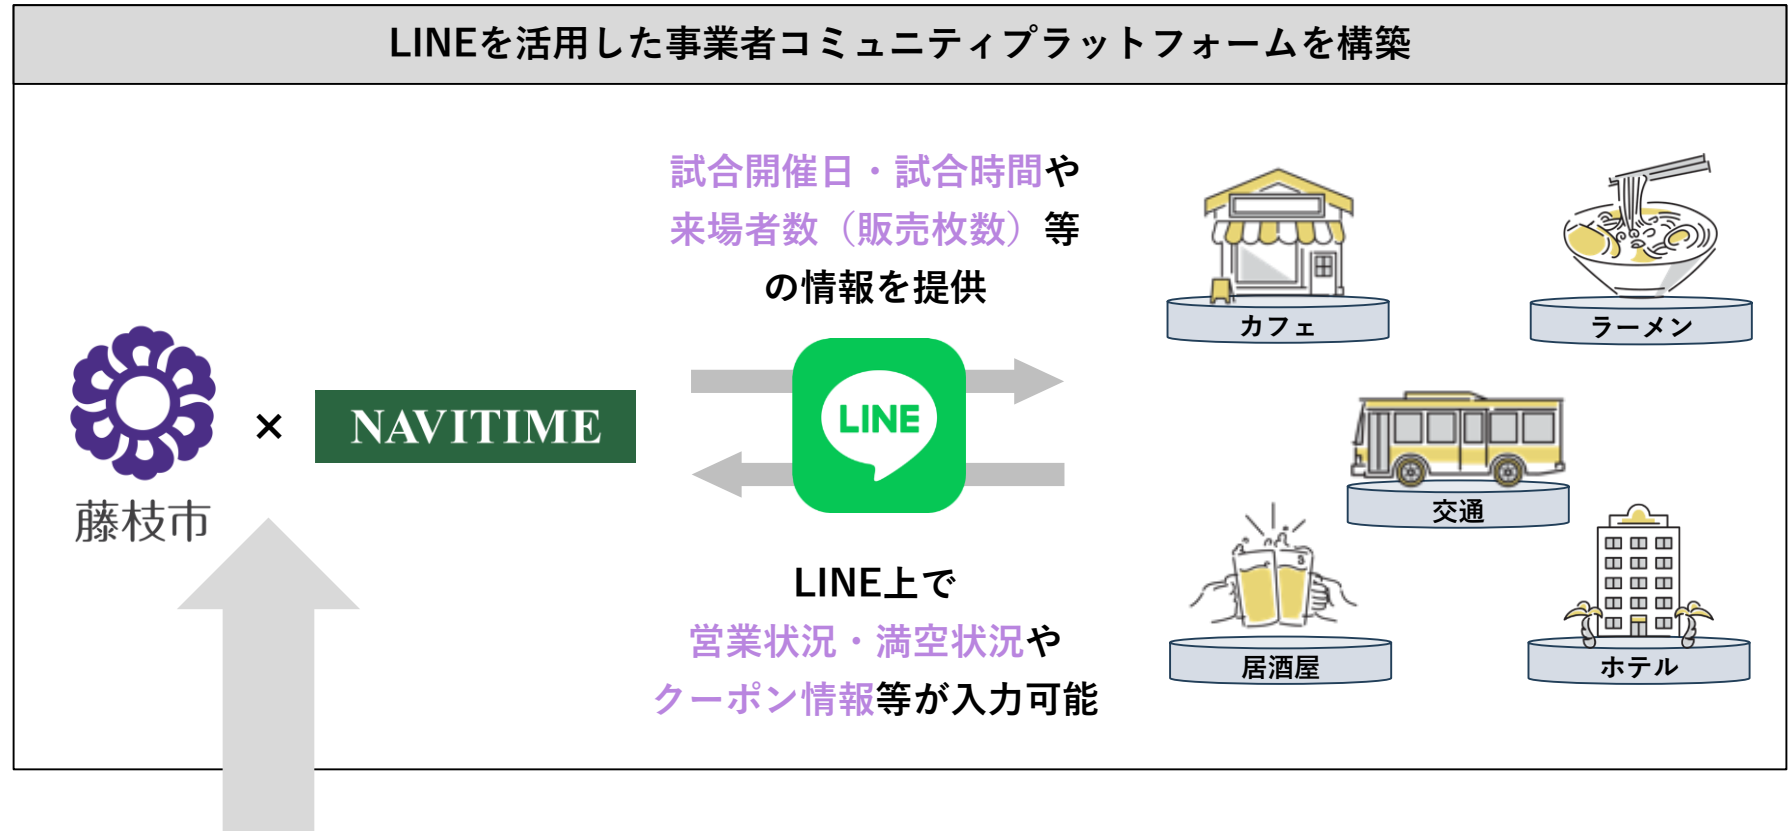 LINEを活用した事業者コミュニティプラットフォームを構築
試合開催日・試合時間や
来場者数（販売枚数）等
の情報を提供
カフェ
ラーメン
藤枝市
×
NAVITIME
LINE
交通
LINE上で
営業状況・満空状況や
クーポン情報等が入力可能
居酒屋
ホテル